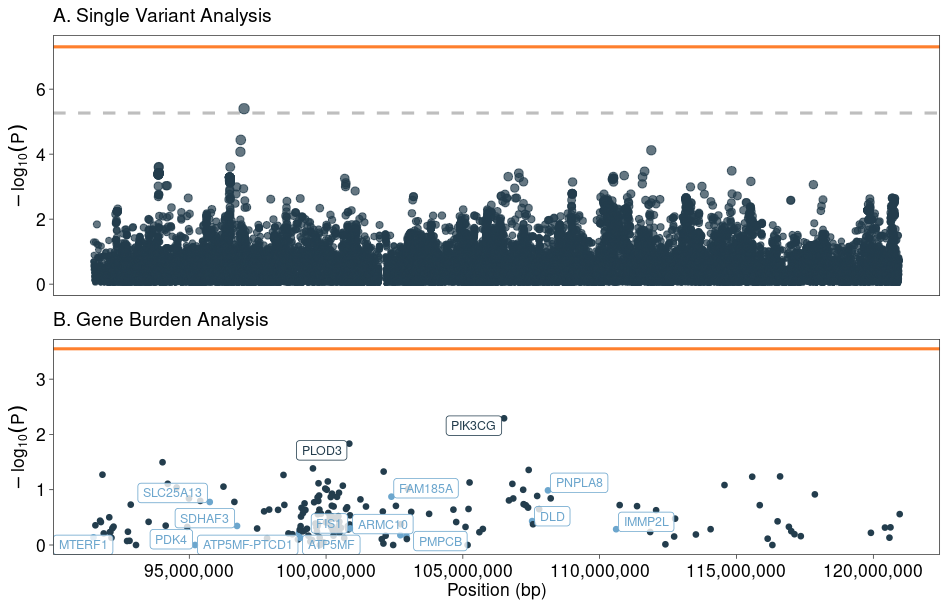 A. Single Variant Analysis
− log10(P)
6
4
2
0
B. Gene Burden Analysis
− log10(P)
3
2
1
0
PIK3CG
PLOD3
PNPLA8
FAM185A
SLC25A13
DLD
SDHAF3
FIS1
ARMC10
IMMP2L
MTERF1
PDK4
ATP5MF-PTCD1
ATP5MF
PMPCB
95,000,000 100,000,000 105,000,000 110,000,000 115,000,000 120,000,000
Position (bp)